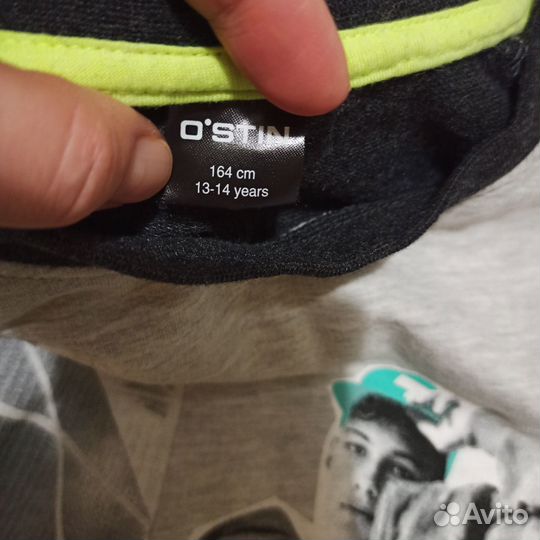 O'STIN
164 cm
13-14 years
Avito